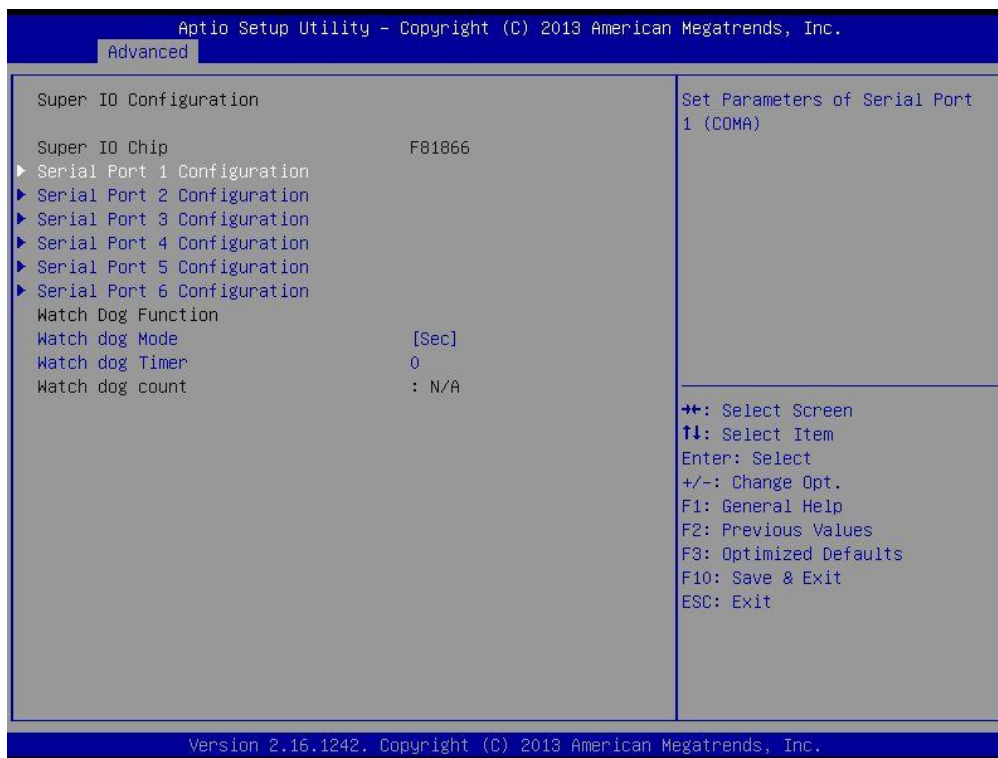 Aptio Setup Utility – Copyright (C) 2013 American Megatrends, Inc.
Advanced
Super IO Configuration
Super IO Chip F81866
Serial Port 1 Configuration
Serial Port 2 Configuration
Serial Port 3 Configuration
Serial Port 4 Configuration
Serial Port 5 Configuration
Serial Port 6 Configuration
Watch Dog Function
Watch dog Mode [Sec]
Watch dog Timer 0
Watch dog count : N/A
Set Parameters of Serial Port
1 (COMA)
→←: Select Screen
↑↓: Select Item
Enter: Select
+/-: Change Opt.
F1: General Help
F2: Previous Values
F3: Optimized Defaults
F10: Save & Exit
ESC: Exit
Version 2.16.1242. Copyright (C) 2013 American Megatrends, Inc.